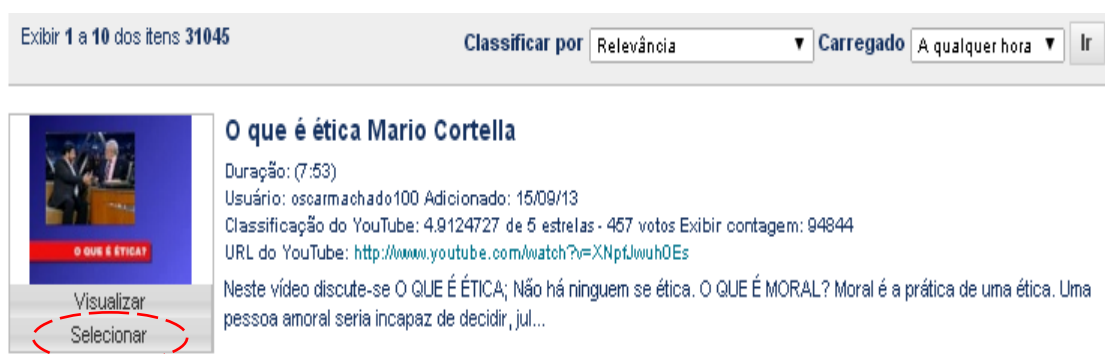 Exibir 1 a 10 dos itens 31045
Classificar por Relevância ▼ Carregado A qualquer hora ▼ Ir
O que é ética Mario Cortella
Duração: (7:53)
Usuário: oscarmachado100 Adicionado: 15/09/13
Classificação do YouTube: 4.9124727 de 5 estrelas - 457 votos Exibir contagem: 94844
URL do YouTube: http://www.youtube.com/watch?v=XNpfJwuh0Es
Neste vídeo discute-se O QUE É ÉTICA; Não há ninguem se ética. O QUE É MORAL? Moral é a prática de uma ética. Uma
pessoa amoral seria incapaz de decidir, jul...
O QUE É ÉTICA?
Visualizar
Selecionar